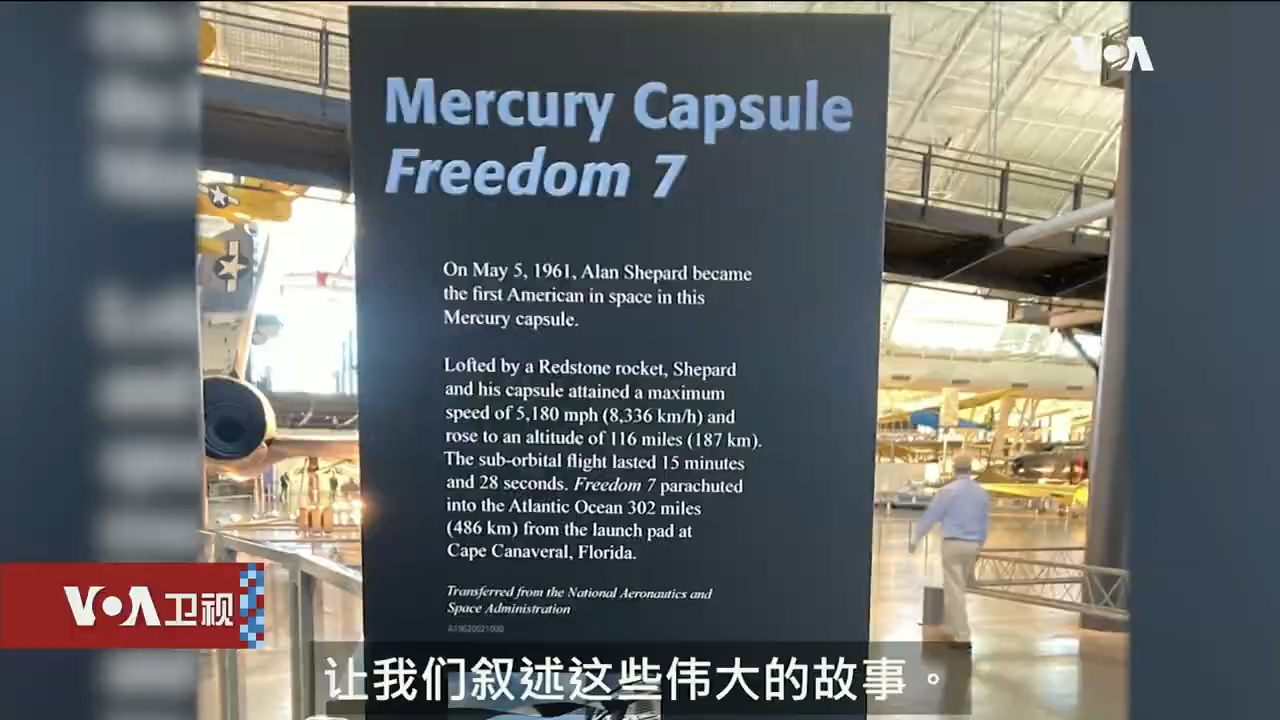 VOA
Mercury Capsule
Freedom 7
On May 5, 1961, Alan Shepard became
the first American in space in this
Mercury capsule.
Lofted by a Redstone rocket, Shepard
and his capsule attained a maximum
speed of 5,180 mph (8,336 km/h) and
rose to an altitude of 116 miles (187 km).
The sub-orbital flight lasted 15 minutes
and 28 seconds. Freedom 7 parachuted
into the Atlantic Ocean 302 miles
(486 km) from the launch pad at
Cape Canaveral, Florida.
Transferred from the National Aeronautics and
Space Administration
VOA卫视
让我们叙述这些伟大的故事。